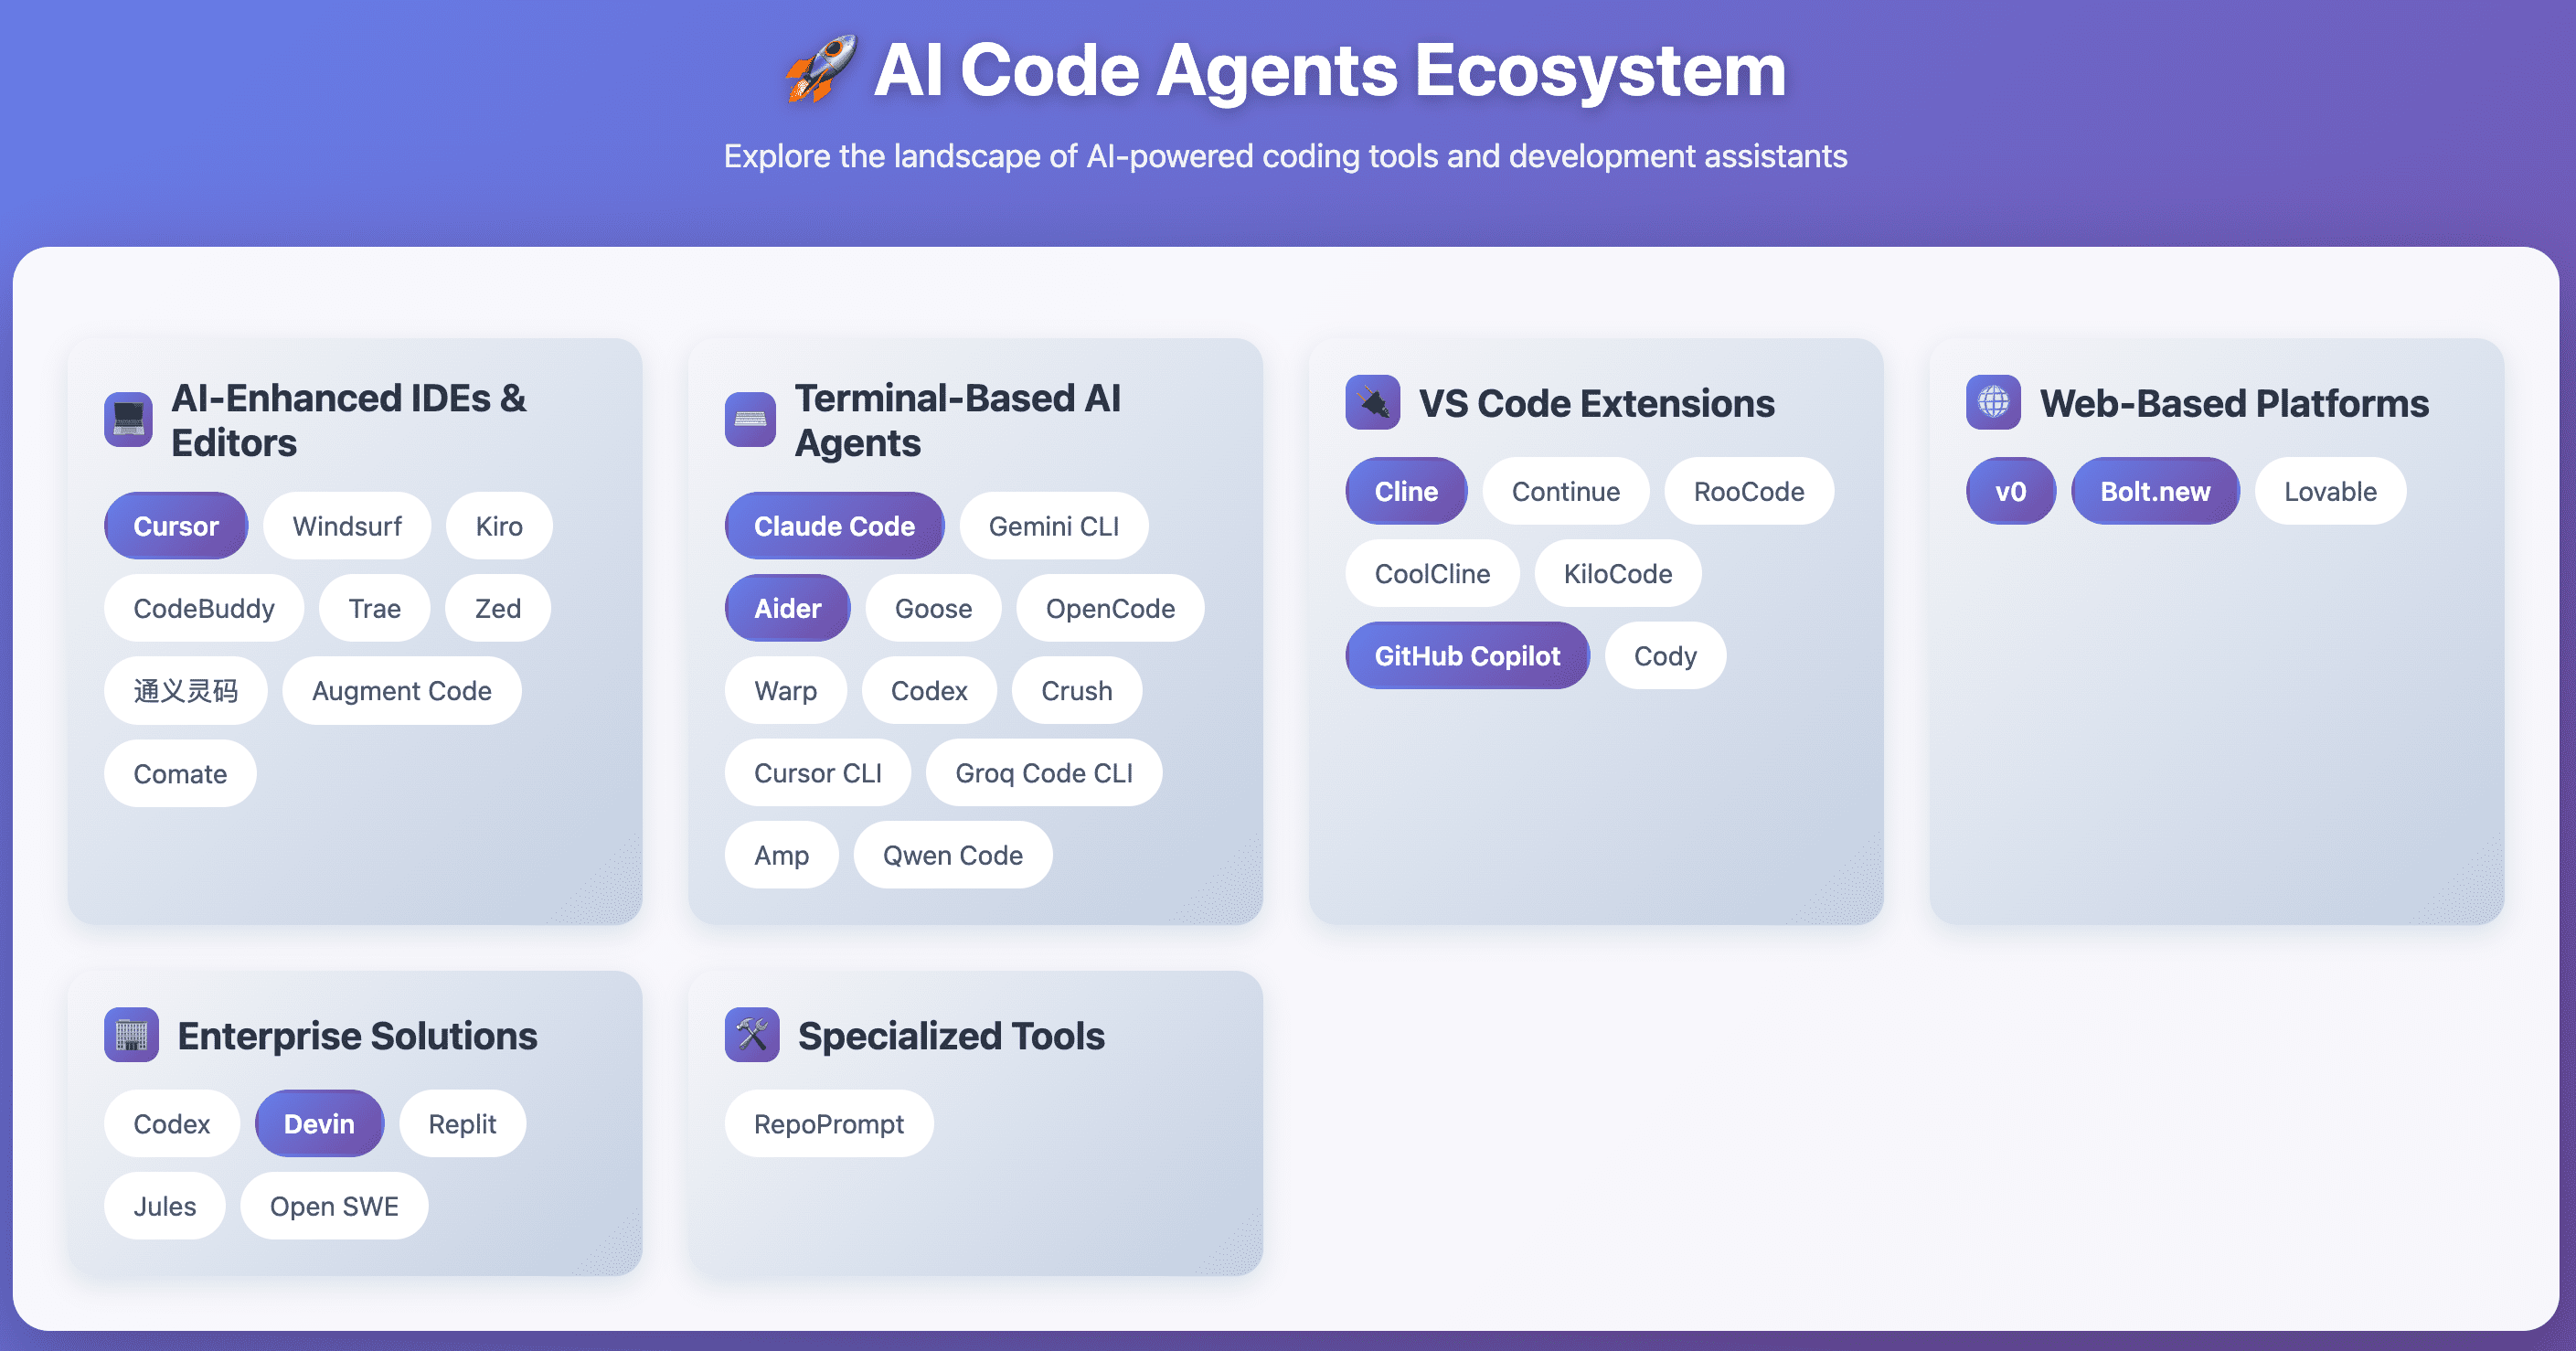 🚀 AI Code Agents Ecosystem
Explore the landscape of AI-powered coding tools and development assistants
AI-Enhanced IDEs &
Editors
Cursor Windsurf Kiro
CodeBuddy Trae Zed
通义灵码 Augment Code
Comate
Terminal-Based AI
Agents
Claude Code Gemini CLI
Aider Goose OpenCode
Warp Codex Crush
Cursor CLI Groq Code CLI
Amp Qwen Code
VS Code Extensions
Cline Continue RooCode
CoolCline KiloCode
GitHub Copilot Cody
Web-Based Platforms
v0 Bolt.new Lovable
Enterprise Solutions
Codex Devin Replit
Jules Open SWE
Specialized Tools
RepoPrompt